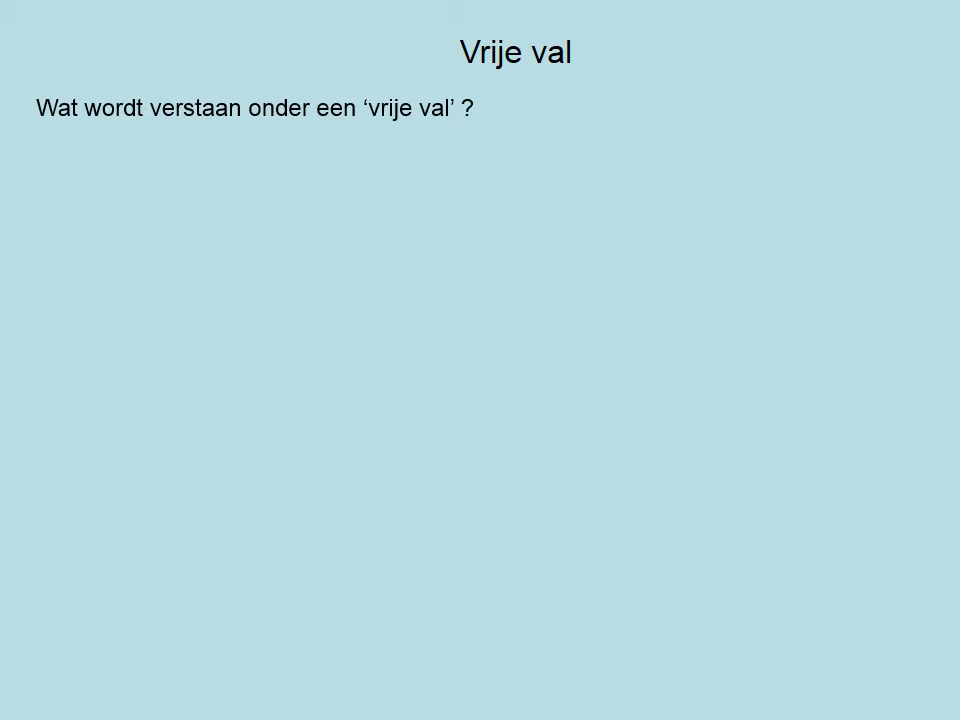 Vrije val
Wat wordt verstaan onder een ‘vrije val’ ?